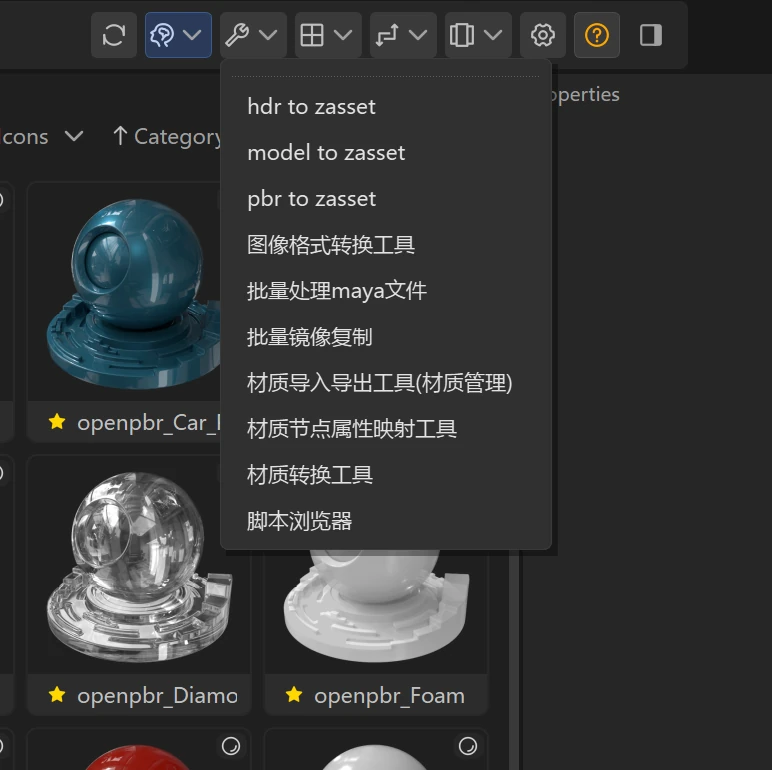 operties
Icons
Category
hdr to zasset
model to zasset
pbr to zasset
图像格式转换工具
批量处理maya文件
批量镜像复制
材质导入导出工具(材质管理)
材质节点属性映射工具
材质转换工具
脚本浏览器
openpbr_Car_
openpbr_Diamo
openpbr_Foam